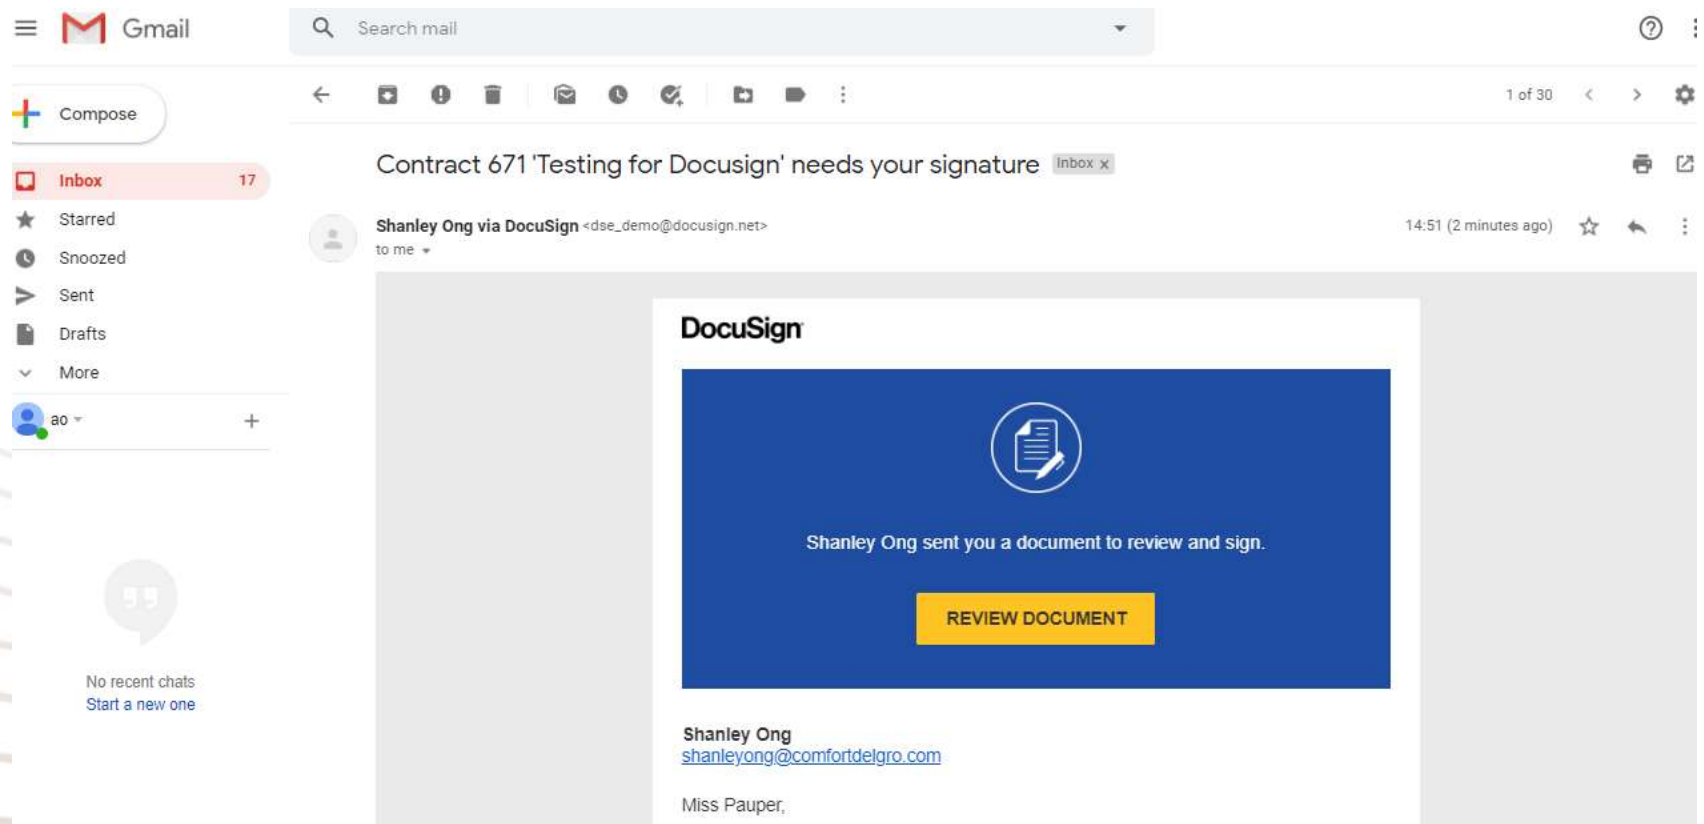 Gmail
Search mail
Compose
1 of 30
Inbox 17
Starred
Snoozed
Sent
Drafts
More
ao
No recent chats
Start a new one
Contract 671 'Testing for Docusign' needs your signature Inbox x
Shanley Ong via DocuSign <dse_demo@docusign.net>
14:51 (2 minutes ago)
to me
DocuSign
Shanley Ong sent you a document to review and sign.
REVIEW DOCUMENT
Shanley Ong
shanleyong@comfortdelgro.com
Miss Pauper,